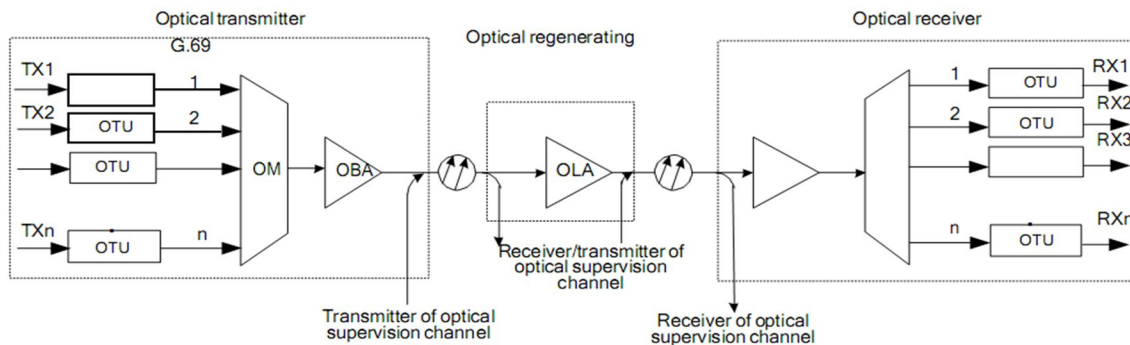 Optical transmitter
Optical receiver
Optical regenerating
G.69
TX1
1
TX2
OTU
2
OTU
OM
OBA
TXn
OTU
n
OLA
Receiver/transmitter of
optical supervision
channel
Transmitter of optical
supervision channel
Receiver of optical
supervision channel
1
OTU
RX1
2
OTU
RX2
RX3
n
OTU
RXn